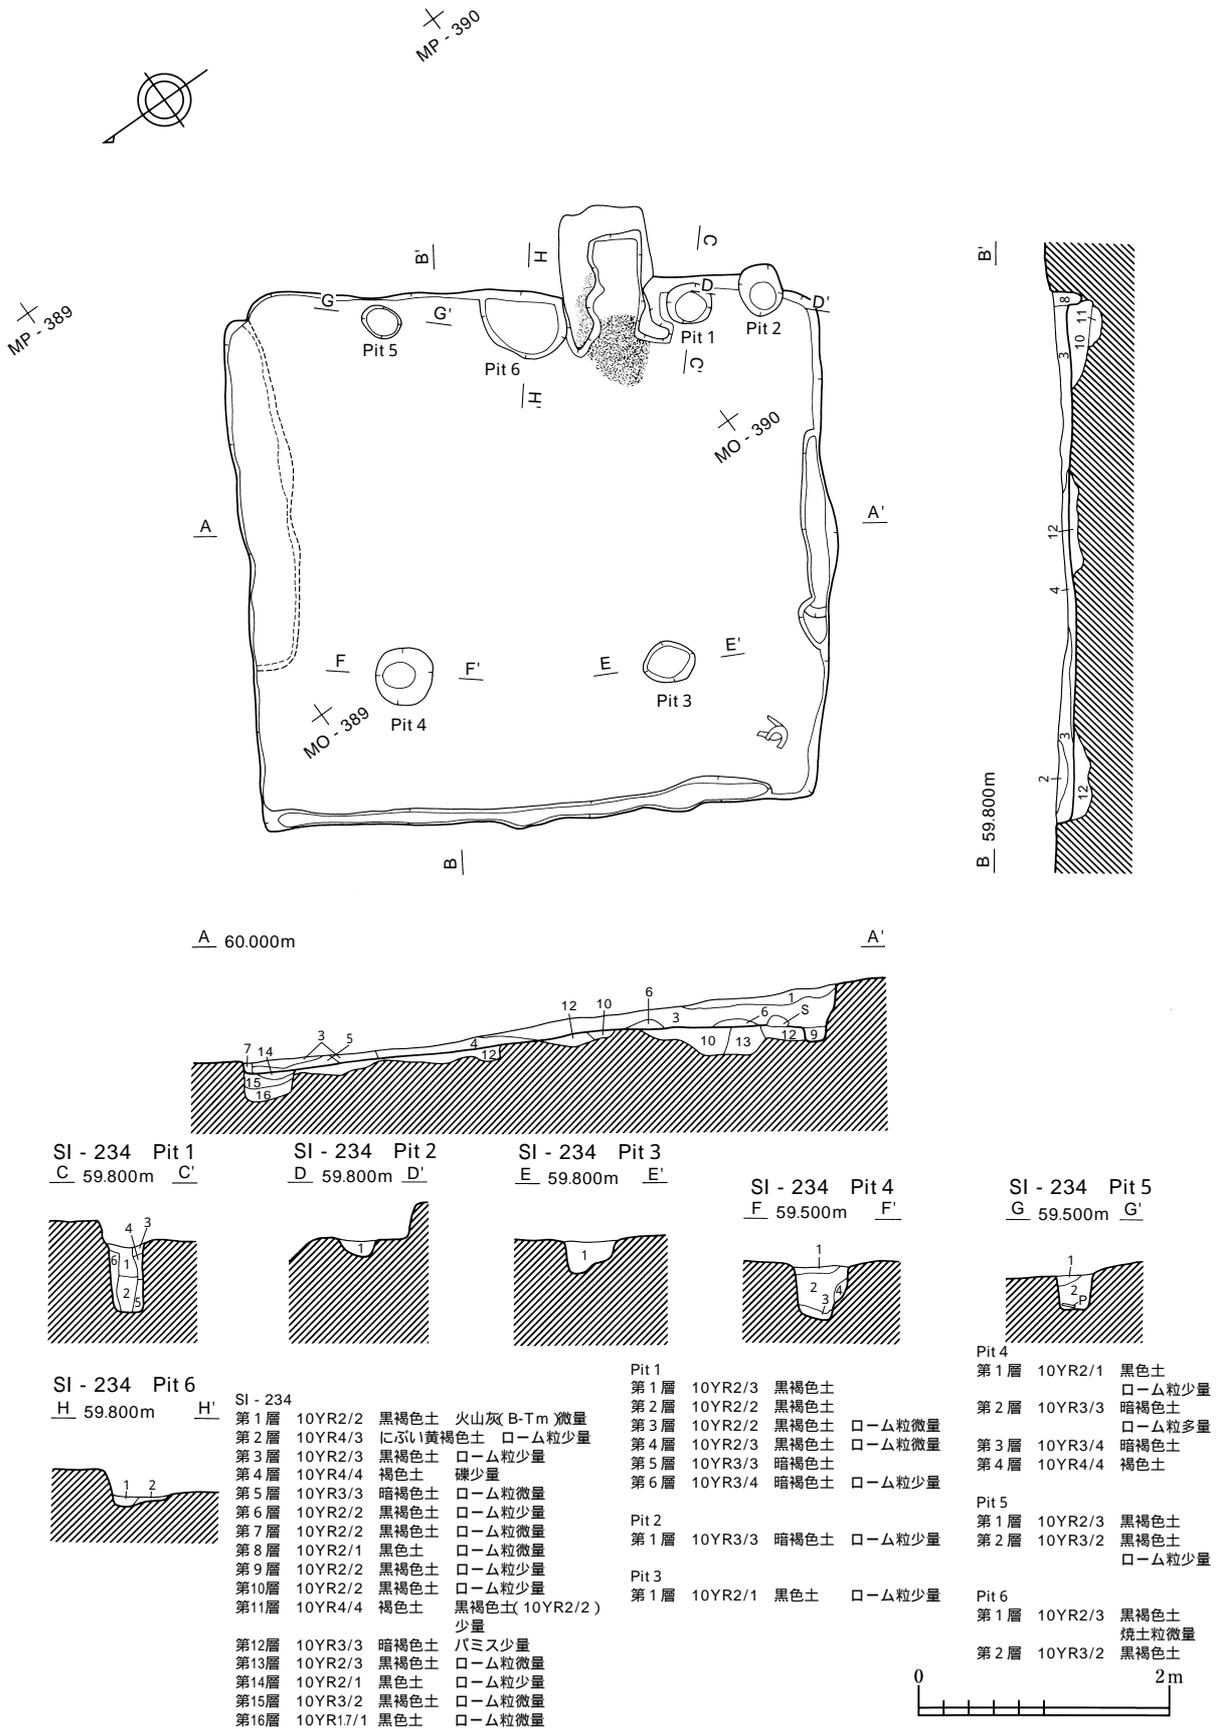 MP - 390
MP - 389
B' H C
G G' D D'
Pit 5 Pit 6 Pit 1 Pit 2
H' C'
MO - 390
A A'
F F' E E'
Pit 4 Pit 3
MO - 389
B
B'
8
11
10
3
12
4
3
2
12
B 59.800m
A 60.000m A'
7 14 3 5 4 12 12 10 6 3 6 1 S
15 16 10 13 12 9
SI - 234 Pit 1
C 59.800m C'
4 3 6 1 2 5
SI - 234 Pit 2
D 59.800m D'
1
SI - 234 Pit 3
E 59.800m E'
1
SI - 234 Pit 4
F 59.500m F'
1 2 3 4
SI - 234 Pit 5
G 59.500m G'
1 2 P
SI - 234 Pit 6
H 59.800m H'
1 2
SI - 234
第1層 10YR2/2 黒褐色土 火山灰(B-Tm)微量
第2層 10YR4/3 にぶい黄褐色土 ローム粒少量
第3層 10YR2/3 黒褐色土 ローム粒少量
第4層 10YR4/4 褐色土 礫少量
第5層 10YR3/3 暗褐色土 ローム粒微量
第6層 10YR2/2 黒褐色土 ローム粒少量
第7層 10YR2/2 黒褐色土 ローム粒微量
第8層 10YR2/1 黒色土 ローム粒微量
第9層 10YR2/2 黒褐色土 ローム粒少量
第10層 10YR2/2 黒褐色土 ローム粒少量
第11層 10YR4/4 褐色土 黒褐色土(10YR2/2)
少量
第12層 10YR3/3 暗褐色土 パミス少量
第13層 10YR2/3 黒褐色土 ローム粒微量
第14層 10YR2/1 黒色土 ローム粒少量
第15層 10YR3/2 黒褐色土 ローム粒微量
第16層 10YR1.7/1 黒色土 ローム粒微量
Pit 1
第1層 10YR2/3 黒褐色土
第2層 10YR2/2 黒褐色土
第3層 10YR2/2 黒褐色土 ローム粒微量
第4層 10YR2/3 黒褐色土 ローム粒微量
第5層 10YR3/3 暗褐色土
第6層 10YR3/4 暗褐色土 ローム粒少量
Pit 2
第1層 10YR3/3 暗褐色土 ローム粒少量
Pit 3
第1層 10YR2/1 黒色土 ローム粒少量
Pit 4
第1層 10YR2/1 黒色土
ローム粒少量
第2層 10YR3/3 暗褐色土
ローム粒多量
第3層 10YR3/4 暗褐色土
第4層 10YR4/4 褐色土
Pit 5
第1層 10YR2/3 黒褐色土
第2層 10YR3/2 黒褐色土
ローム粒少量
Pit 6
第1層 10YR2/3 黒褐色土
焼土粒微量
第2層 10YR3/2 黒褐色土
0 2m